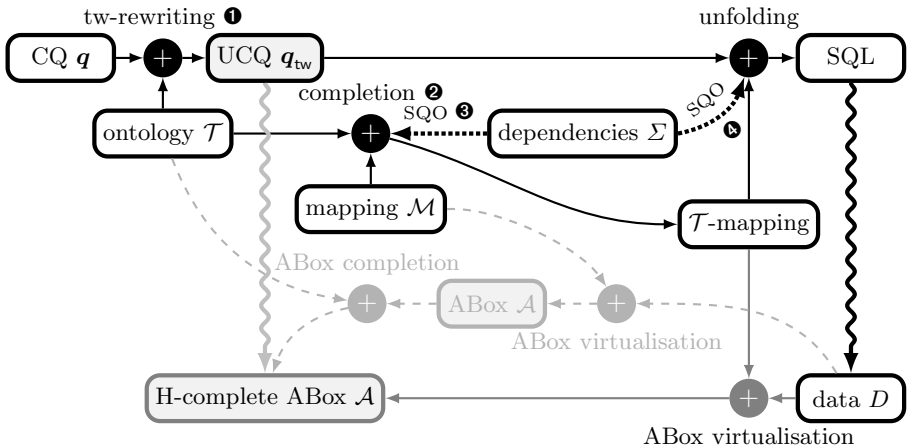 tw-rewriting ❶
unfolding
CQ 𝒒
+
UCQ 𝒒tw
+
SQL
completion ❷
SQO ❸
SQO
❹
ontology 𝒯
+
dependencies Σ
mapping ℳ
𝒯-mapping
ABox completion
+
ABox 𝒜
+
ABox virtualisation
H-complete ABox 𝒜
+
data D
ABox virtualisation